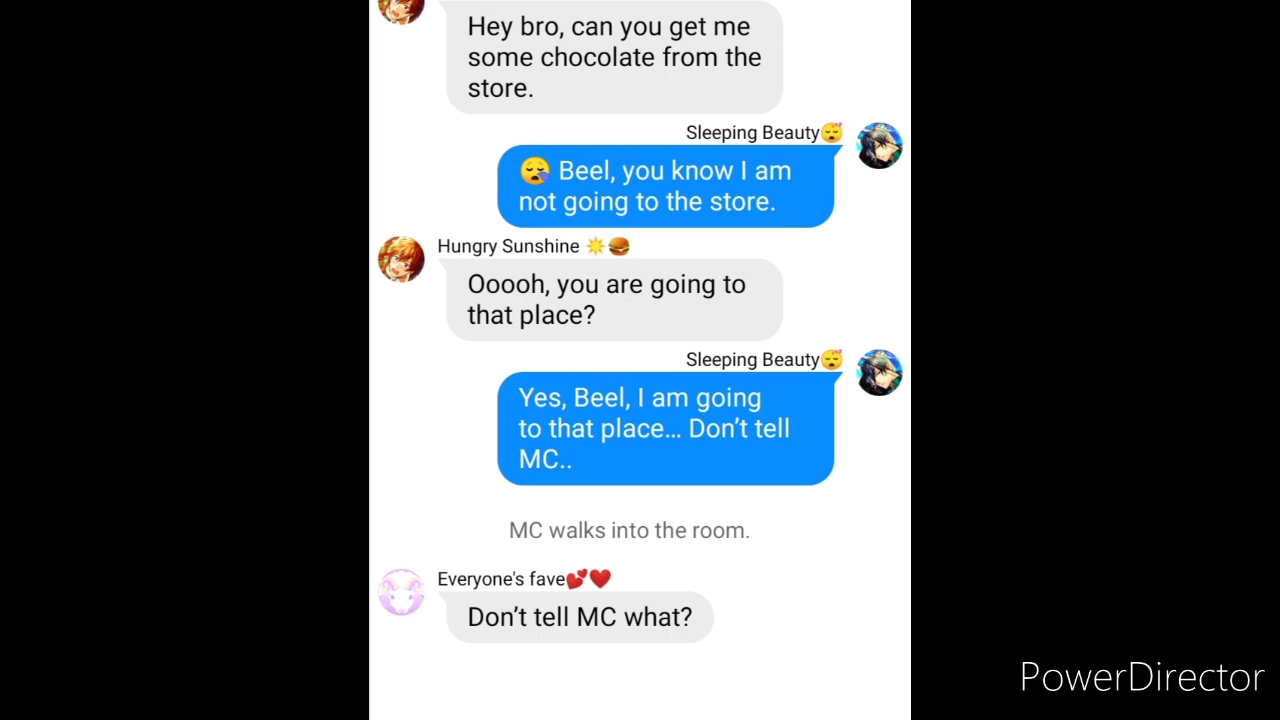 Hey bro, can you get me
some chocolate from the
store.
Sleeping Beauty😴
😪 Beel, you know I am
not going to the store.
Hungry Sunshine ☀️🍔
Ooooh, you are going to
that place?
Sleeping Beauty😴
Yes, Beel, I am going
to that place... Don't tell
MC..
MC walks into the room.
Everyone's fave💕❤️
Don't tell MC what?
PowerDirector